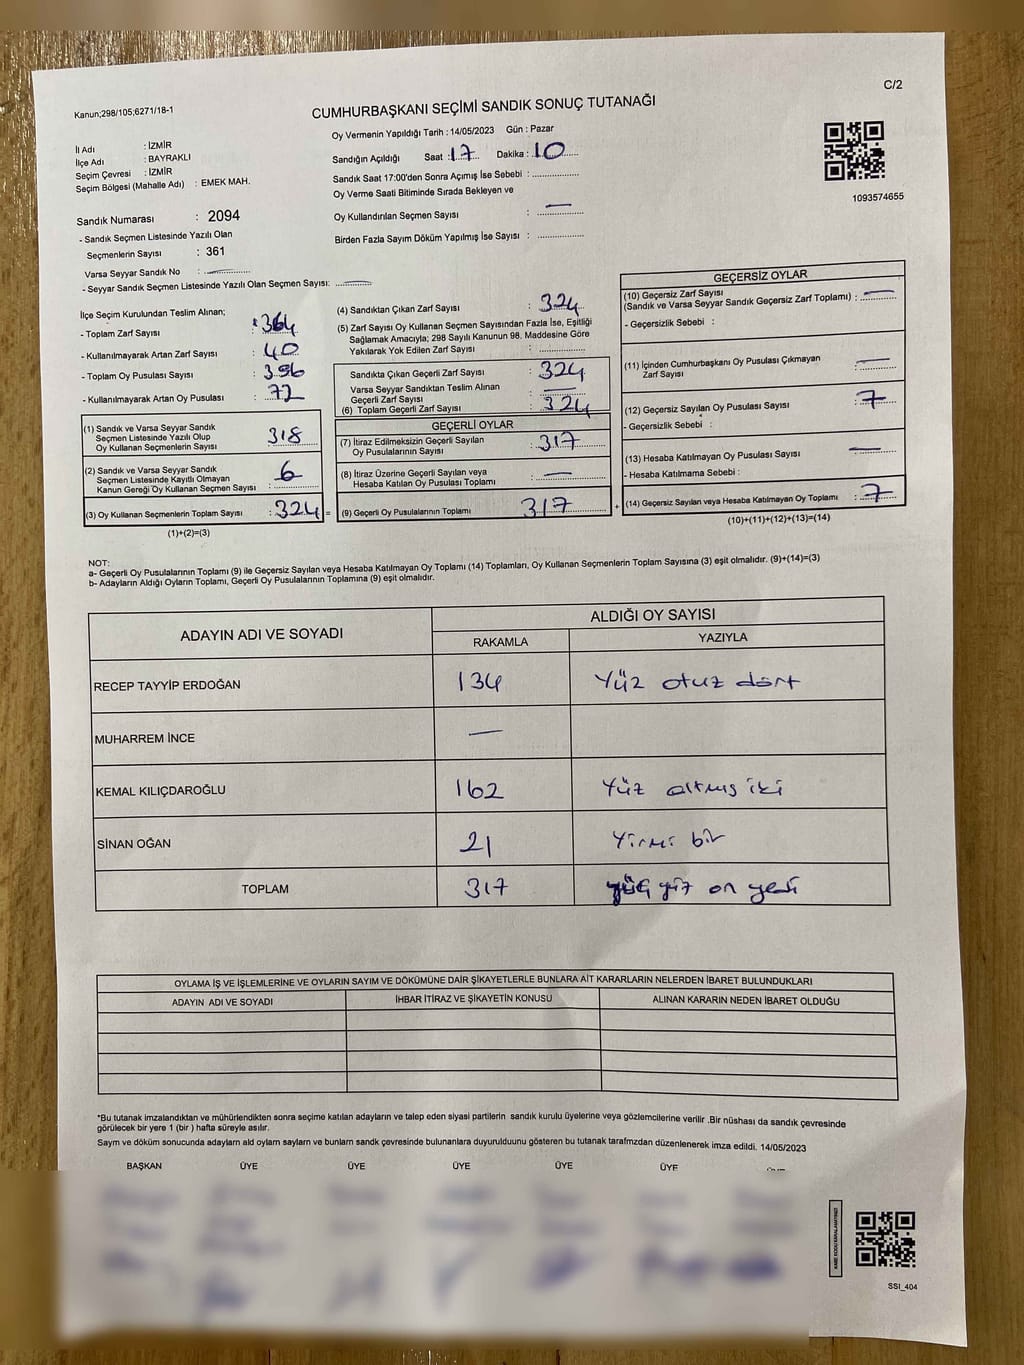 Kanun;298/105;6271/18-1
C/2
CUMHURBAŞKANI SEÇİMİ SANDIK SONUÇ TUTANAĞI
İl Adı : İZMİR
İlçe Adı : BAYRAKLI
Seçim Çevresi : İZMİR
Seçim Bölgesi (Mahalle Adı) : EMEK MAH.
Oy Vermenin Yapıldığı Tarih : 14/05/2023 Gün : Pazar
Sandığın Açıldığı Saat : 17 Dakika : 10
Sandık Saat 17:00'den Sonra Açımış İse Sebebi :
Oy Verme Saati Bitiminde Sırada Bekleyen ve
Oy Kullandırılan Seçmen Sayısı : —
Birden Fazla Sayım Döküm Yapılmış İse Sayısı :
1093574655
Sandık Numarası : 2094
- Sandık Seçmen Listesinde Yazılı Olan
Seçmenlerin Sayısı : 361
Varsa Seyyar Sandık No : —
- Seyyar Sandık Seçmen Listesinde Yazılı Olan Seçmen Sayısı: —
İlçe Seçim Kurulundan Teslim Alınan;
- Toplam Zarf Sayısı : 364
- Kullanılmayarak Artan Zarf Sayısı : 40
- Toplam Oy Pusulası Sayısı : 396
- Kullanılmayarak Artan Oy Pusulası : 72
(1) Sandık ve Varsa Seyyar Sandık
Seçmen Listesinde Yazılı Olup
Oy Kullanan Seçmenlerin Sayısı 318
(2) Sandık ve Varsa Seyyar Sandık
Seçmen Listesinde Kayıtlı Olmayan
Kanun Gereği Oy Kullanan Seçmen Sayısı : 6
(3) Oy Kullanan Seçmenlerin Toplam Sayısı : 324 =
(1)+(2)=(3)
(4) Sandıktan Çıkan Zarf Sayısı : 324
(5) Zarf Sayısı Oy Kullanan Seçmen Sayısından Fazla İse, Eşitliği
Sağlamak Amacıyla; 298 Sayılı Kanunun 98. Maddesine Göre
Yakılarak Yok Edilen Zarf Sayısı :
Sandıkta Çıkan Geçerli Zarf Sayısı : 324
Varsa Seyyar Sandıktan Teslim Alınan
Geçerli Zarf Sayısı : —
(6) Toplam Geçerli Zarf Sayısı : 324
GEÇERLİ OYLAR
(7) İtiraz Edilmeksizin Geçerli Sayılan
Oy Pusulalarının Sayısı : 317
(8) İtiraz Üzerine Geçerli Sayılan veya
Hesaba Katılan Oy Pusulası Toplamı : —
(9) Geçerli Oy Pusulalarının Toplamı 317 +
GEÇERSİZ OYLAR
(10) Geçersiz Zarf Sayısı
(Sandık ve Varsa Seyyar Sandık Geçersiz Zarf Toplamı) : —
- Geçersizlik Sebebi :
(11) İçinden Cumhurbaşkanı Oy Pusulası Çıkmayan
Zarf Sayısı : —
(12) Geçersiz Sayılan Oy Pusulası Sayısı : 7
- Geçersizlik Sebebi :
(13) Hesaba Katılmayan Oy Pusulası Sayısı : —
- Hesaba Katılmama Sebebi :
(14) Geçersiz Sayılan veya Hesaba Katılmayan Oy Toplamı : 7
(10)+(11)+(12)+(13)=(14)
NOT:
a- Geçerli Oy Pusulalarının Toplamı (9) ile Geçersiz Sayılan veya Hesaba Katılmayan Oy Toplamı (14) Toplamları, Oy Kullanan Seçmenlerin Toplam Sayısına (3) eşit olmalıdır. (9)+(14)=(3)
b- Adayların Aldığı Oyların Toplamı, Geçerli Oy Pusulalarının Toplamına (9) eşit olmalıdır.
ADAYIN ADI VE SOYADI ALDIĞI OY SAYISI
RAKAMLA YAZIYLA
RECEP TAYYİP ERDOĞAN 134 Yüz otuz dört
MUHARREM İNCE —
KEMAL KILIÇDAROĞLU 162 Yüz altmış iki
SİNAN OĞAN 21 Yirmi bir
TOPLAM 317 yüz on yedi
OYLAMA İŞ VE İŞLEMLERİNE VE OYLARIN SAYIM VE DÖKÜMÜNE DAİR ŞİKAYETLERLE BUNLARA AİT KARARLARIN NELERDEN İBARET BULUNDUKLARI
ADAYIN ADI VE SOYADI İHBAR İTİRAZ VE ŞİKAYETİN KONUSU ALINAN KARARIN NEDEN İBARET OLDUĞU
*Bu tutanak imzalandıktan ve mühürlendikten sonra seçime katılan adayların ve talep eden siyasi partilerin sandık kurulu üyelerine veya gözlemcilerine verilir .Bir nüshası da sandık çevresinde
görülecek bir yere 1 (bir ) hafta süreyle asılır.
Saym ve döküm sonucunda adaylarn ald oylarn saylarn ve bunlarn sandk çevresinde bulunanlara duyurulduunu gösteren bu tutanak tarafmzdan düzenlenerek imza edildi. 14/05/2023
BAŞKAN ÜYE ÜYE ÜYE ÜYE ÜYE
SSI_404